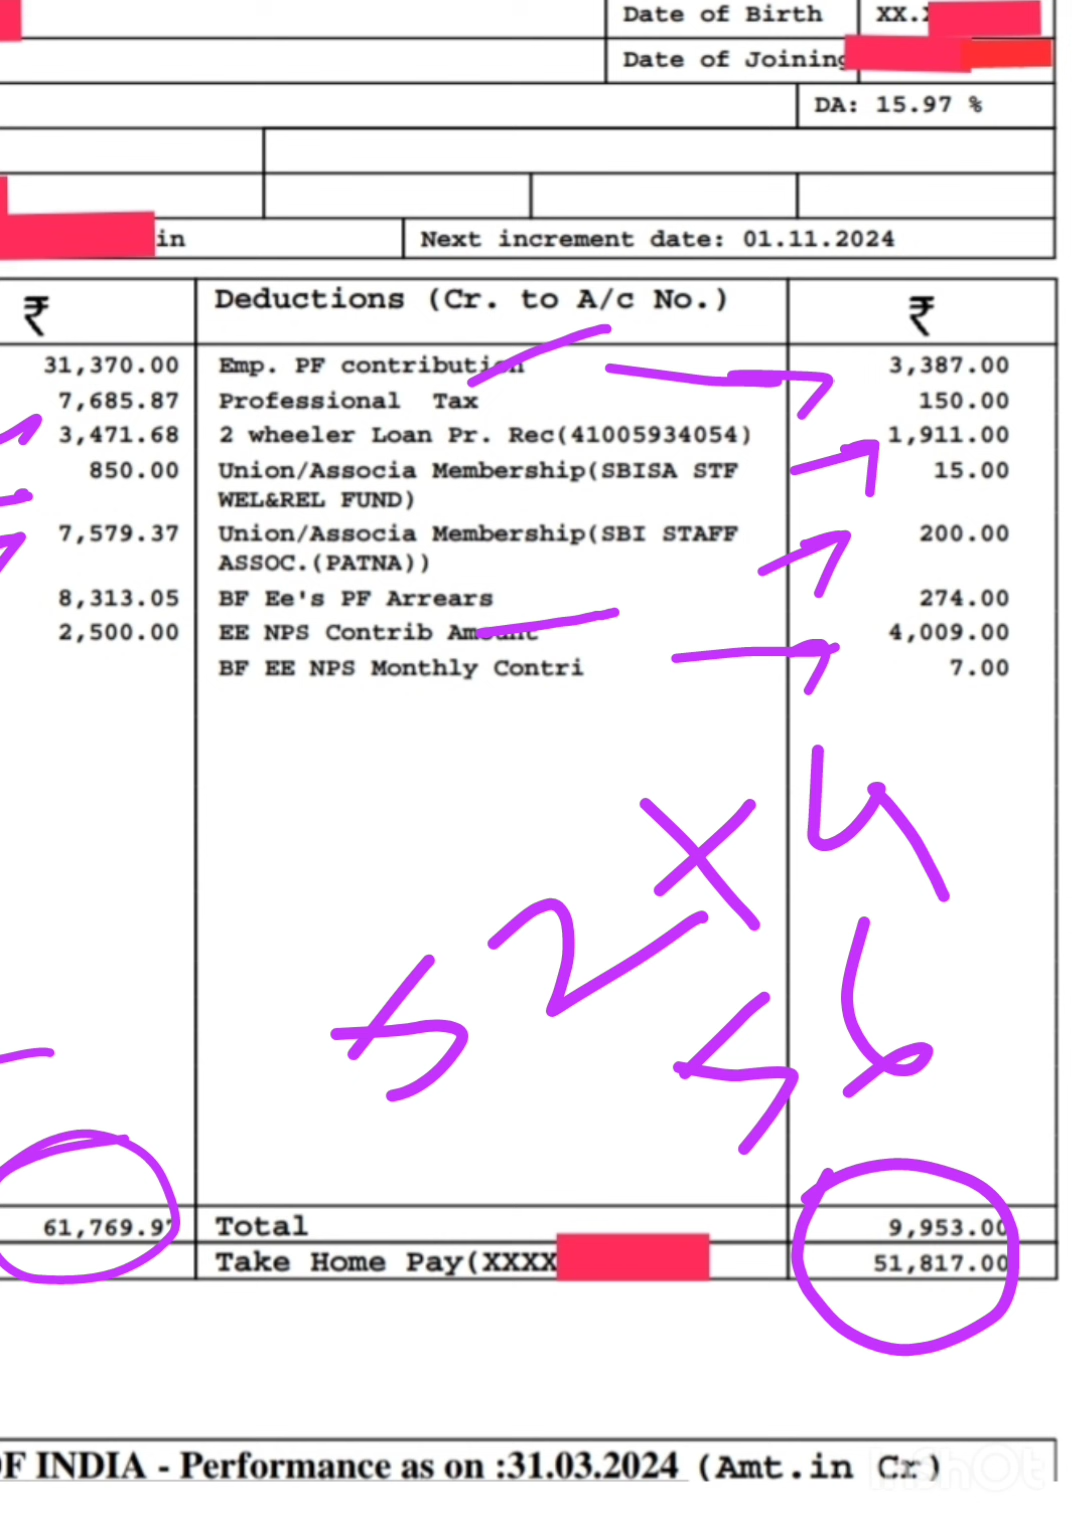 Date of Birth XX.
Date of Joining
DA: 15.97 %
in Next increment date: 01.11.2024
₹ Deductions (Cr. to A/c No.) ₹
31,370.00 Emp. PF contribution 3,387.00
7,685.87 Professional Tax 150.00
3,471.68 2 wheeler Loan Pr. Rec(41005934054) 1,911.00
850.00 Union/Associa Membership(SBISA STF 15.00
WEL&REL FUND)
7,579.37 Union/Associa Membership(SBI STAFF 200.00
ASSOC.(PATNA))
8,313.05 BF Ee's PF Arrears 274.00
2,500.00 EE NPS Contrib Amount 4,009.00
BF EE NPS Monthly Contri 7.00
61,769.97 Total 9,953.00
Take Home Pay(XXXX 51,817.00
F INDIA - Performance as on :31.03.2024 (Amt.in Cr)
InShOt